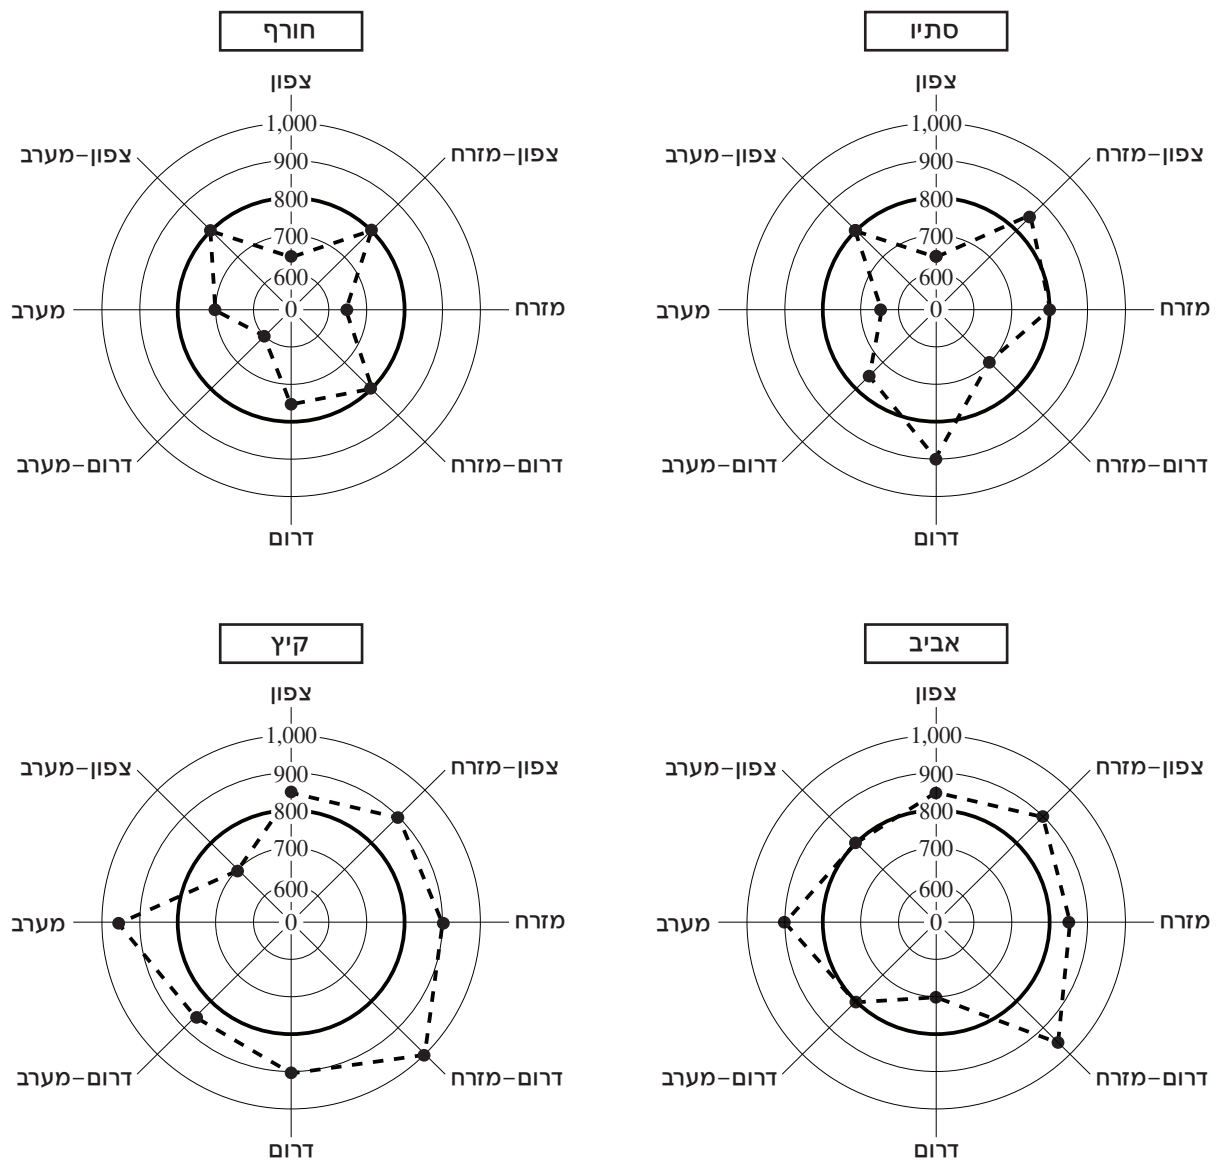 סתיו
צפון
1,000
צפון-מערב
צפון-מזרח
900
800
700
600
מערב
0
מזרח
דרום-מערב
דרום-מזרח
דרום
חורף
צפון
1,000
צפון-מערב
צפון-מזרח
900
800
700
600
מערב
0
מזרח
דרום-מערב
דרום-מזרח
דרום
אביב
צפון
1,000
צפון-מערב
צפון-מזרח
900
800
700
600
מערב
0
מזרח
דרום-מערב
דרום-מזרח
דרום
קיץ
צפון
1,000
צפון-מערב
צפון-מזרח
900
800
700
600
מערב
0
מזרח
דרום-מערב
דרום-מזרח
דרום